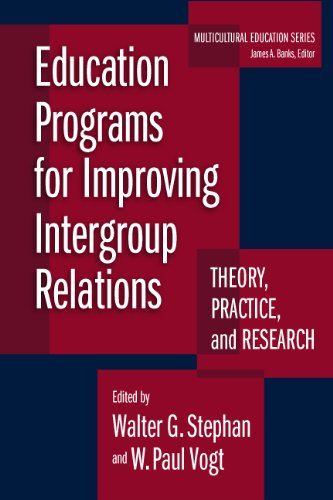 MULTICULTURAL EDUCATION SERIES
James A. Banks, Editor
Education
Programs
for Improving
Intergroup
Relations
THEORY,
PRACTICE,
and RESEARCH
Edited by
Walter G. Stephan
and W. Paul Vogt